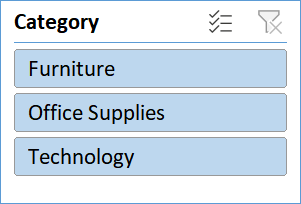 Category
Furniture
Office Supplies
Technology